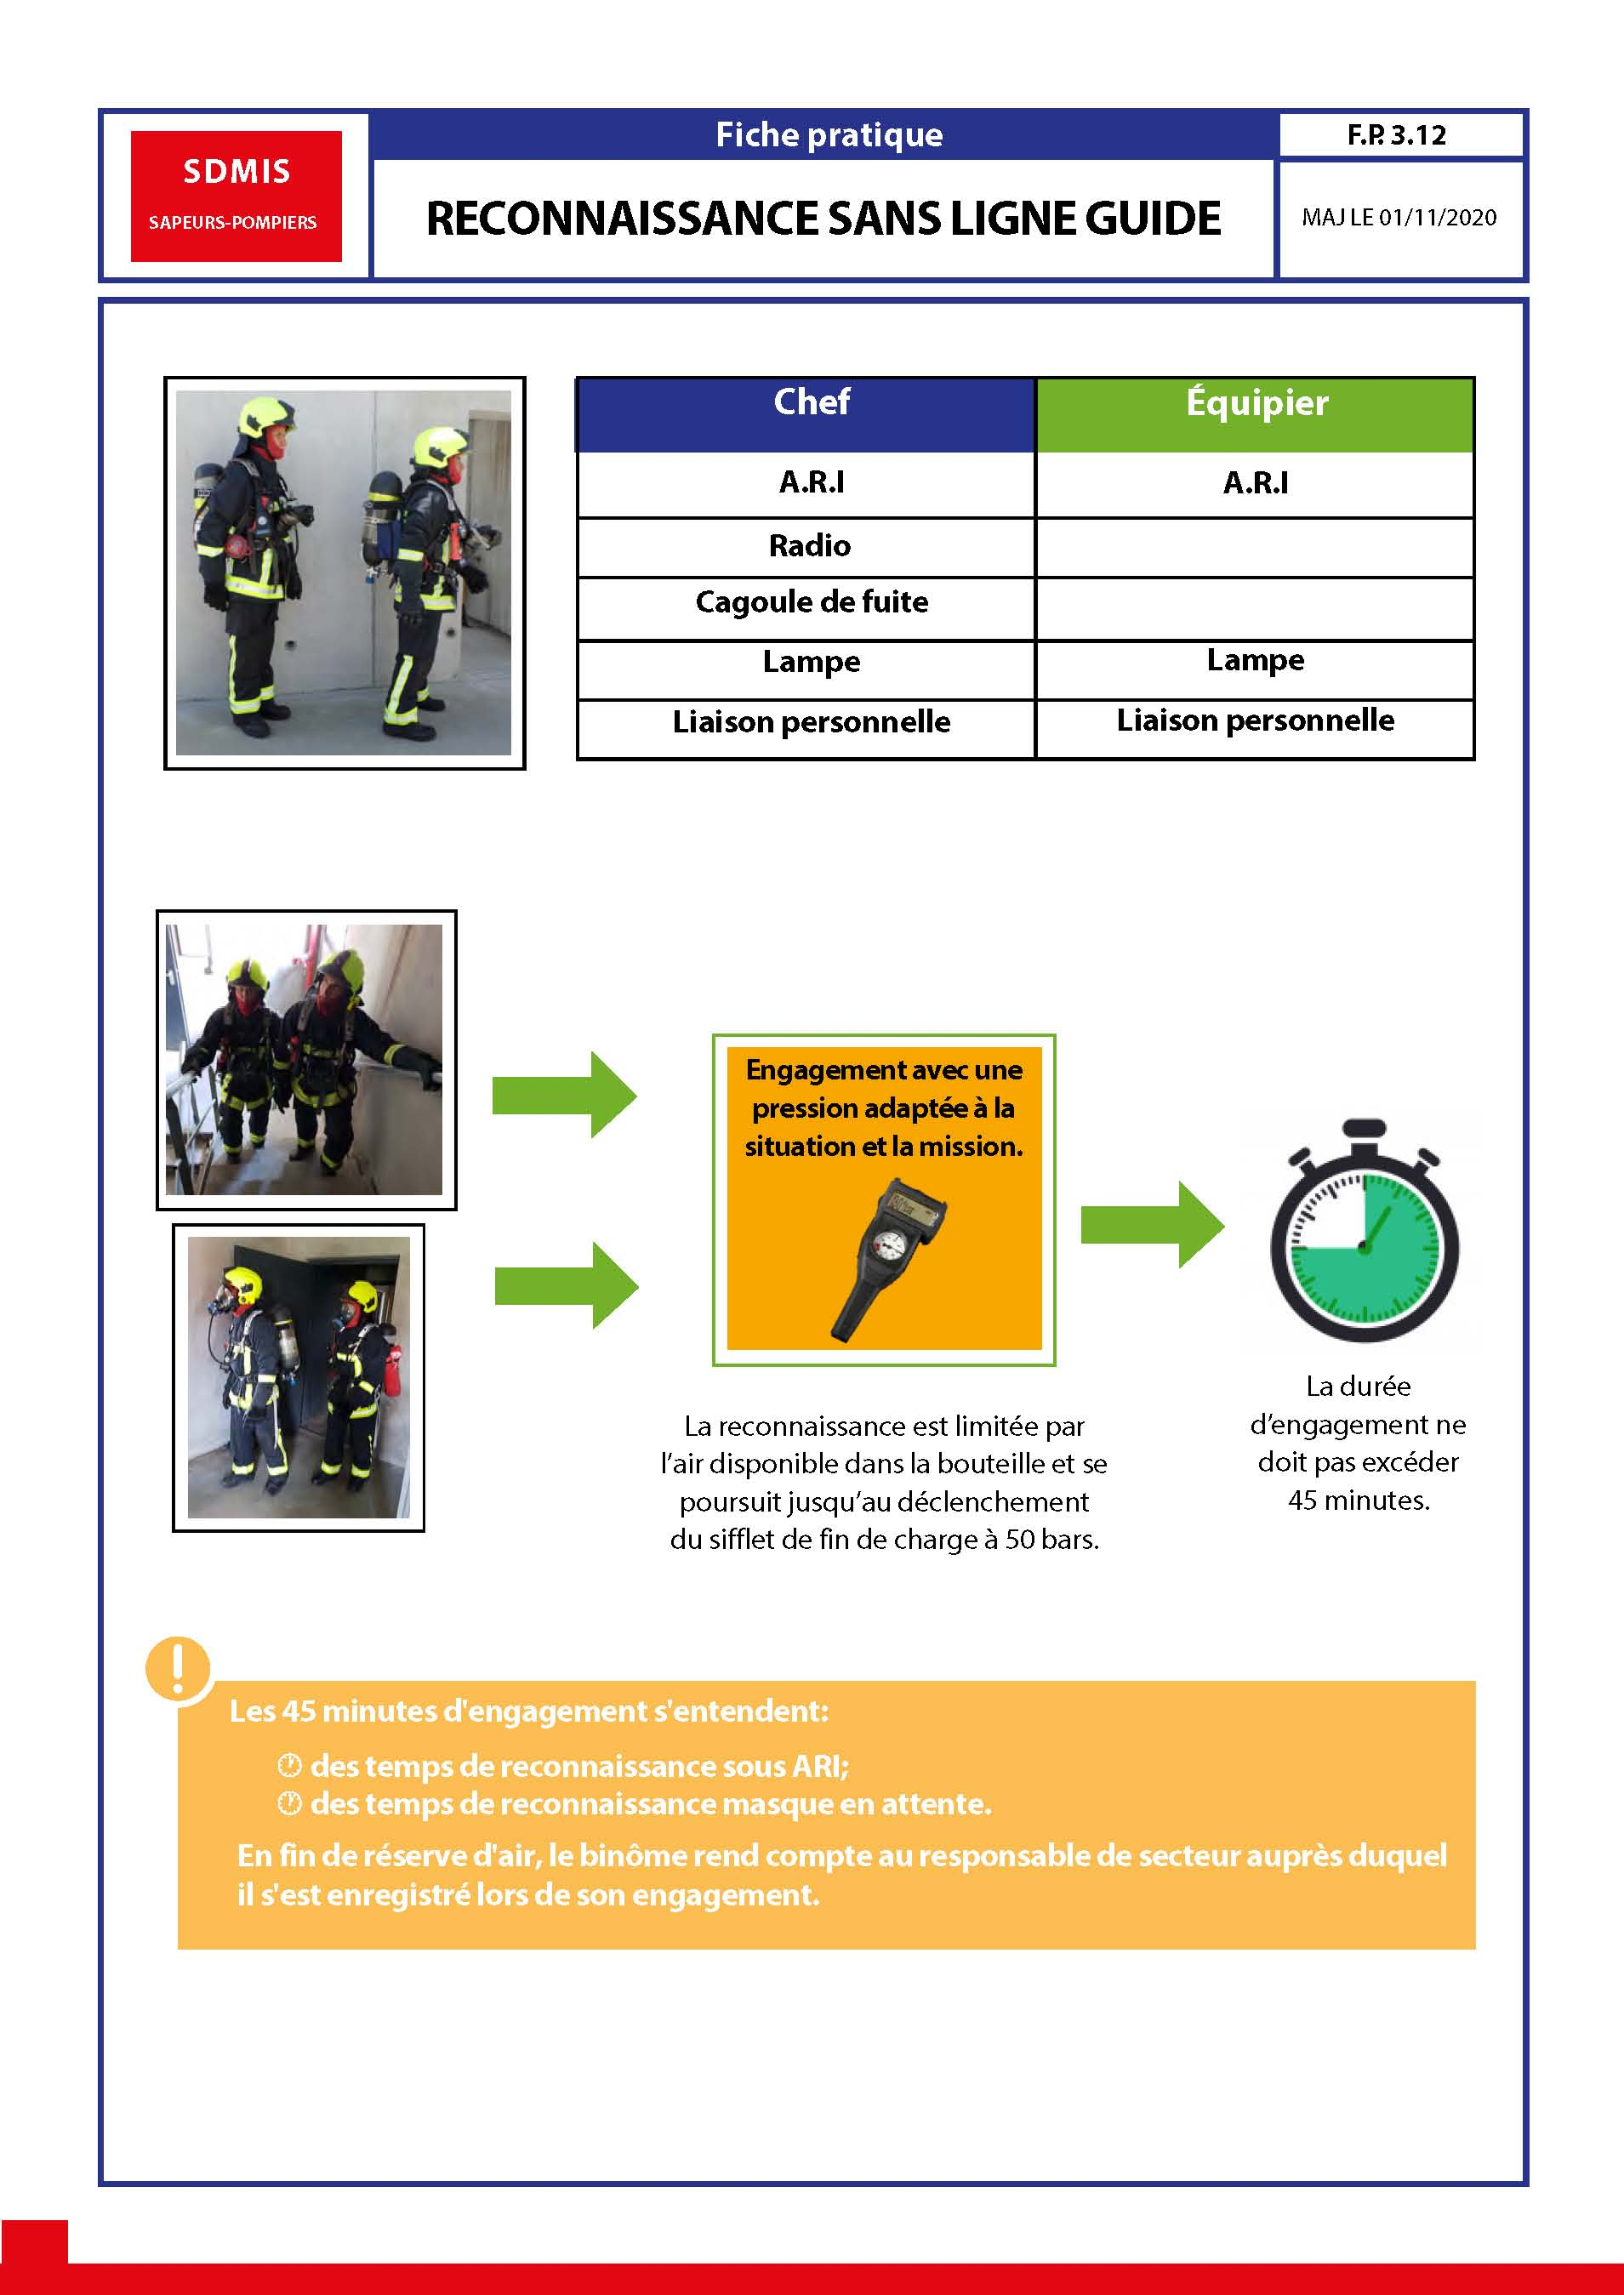 SDMIS
SAPEURS-POMPIERS
Fiche pratique
RECONNAISSANCE SANS LIGNE GUIDE
F.P. 3.12
MAJ LE 01/11/2020
Chef
Équipier
A.R.I
A.R.I
Radio
Cagoule de fuite
Lampe
Lampe
Liaison personnelle
Liaison personnelle
Engagement avec une
pression adaptée à la
situation et la mission.
La reconnaissance est limitée par
l’air disponible dans la bouteille et se
poursuit jusqu’au déclenchement
du sifflet de fin de charge à 50 bars.
La durée
d’engagement ne
doit pas excéder
45 minutes.
!
Les 45 minutes d'engagement s'entendent:
des temps de reconnaissance sous ARI;
des temps de reconnaissance masque en attente.
En fin de réserve d'air, le binôme rend compte au responsable de secteur auprès duquel
il s'est enregistré lors de son engagement.